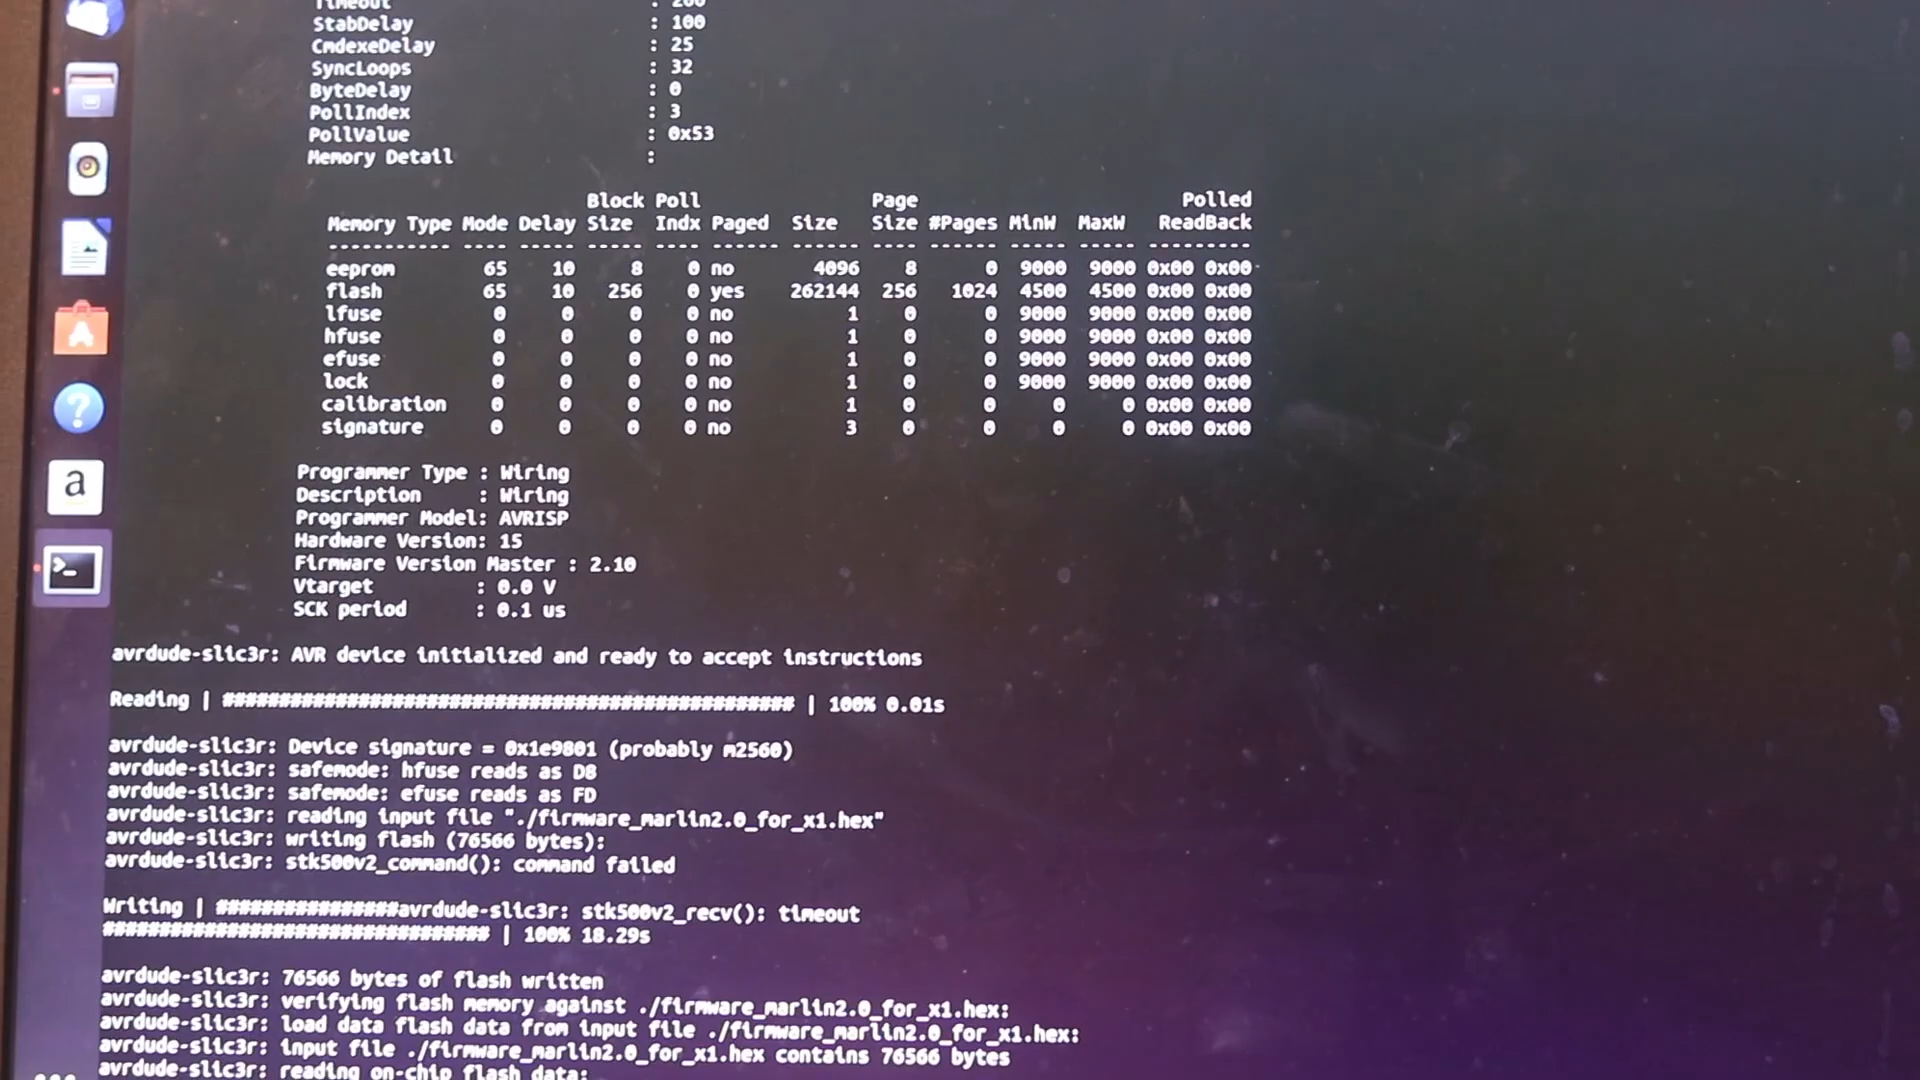 Timeout : 200
StabDelay : 100
CmdexeDelay : 25
SyncLoops : 32
ByteDelay : 0
PollIndex : 3
PollValue : 0x53
Memory Detail :
Block Poll Page Polled
Memory Type Mode Delay Size Indx Paged Size Size #Pages MinW MaxW ReadBack
----------- ---- ----- ----- ---- ------ ------ ---- ------ ----- ----- ---------
eeprom 65 10 8 0 no 4096 8 0 9000 9000 0x00 0x00
flash 65 10 256 0 yes 262144 256 1024 4500 4500 0x00 0x00
lfuse 0 0 0 0 no 1 0 0 9000 9000 0x00 0x00
hfuse 0 0 0 0 no 1 0 0 9000 9000 0x00 0x00
efuse 0 0 0 0 no 1 0 0 9000 9000 0x00 0x00
lock 0 0 0 0 no 1 0 0 9000 9000 0x00 0x00
calibration 0 0 0 0 no 1 0 0 0 0 0x00 0x00
signature 0 0 0 0 no 3 0 0 0 0 0x00 0x00
Programmer Type : Wiring
Description : Wiring
Programmer Model: AVRISP
Hardware Version: 15
Firmware Version Master : 2.10
Vtarget : 0.0 V
SCK period : 0.1 us
avrdude-slic3r: AVR device initialized and ready to accept instructions
Reading | ################################################## | 100% 0.01s
avrdude-slic3r: Device signature = 0x1e9801 (probably m2560)
avrdude-slic3r: safemode: hfuse reads as D8
avrdude-slic3r: safemode: efuse reads as FD
avrdude-slic3r: reading input file "./firmware_marlin2.0_for_x1.hex"
avrdude-slic3r: writing flash (76566 bytes):
avrdude-slic3r: stk500v2_command(): command failed
Writing | ################avrdude-slic3r: stk500v2_recv(): timeout
################################## | 100% 18.29s
avrdude-slic3r: 76566 bytes of flash written
avrdude-slic3r: verifying flash memory against ./firmware_marlin2.0_for_x1.hex:
avrdude-slic3r: load data flash data from input file ./firmware_marlin2.0_for_x1.hex:
avrdude-slic3r: input file ./firmware_marlin2.0_for_x1.hex contains 76566 bytes
avrdude-slic3r: reading on-chip flash data: